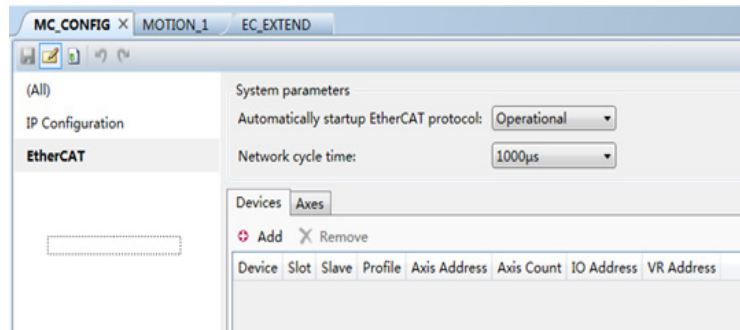 MC_CONFIG MOTION_1 EC_EXTEND
(All)
IP Configuration
EtherCAT
System parameters
Automatically startup EtherCAT protocol: Operational
Network cycle time: 1000µs
Devices Axes
Add Remove
Device Slot Slave Profile Axis Address Axis Count IO Address VR Address